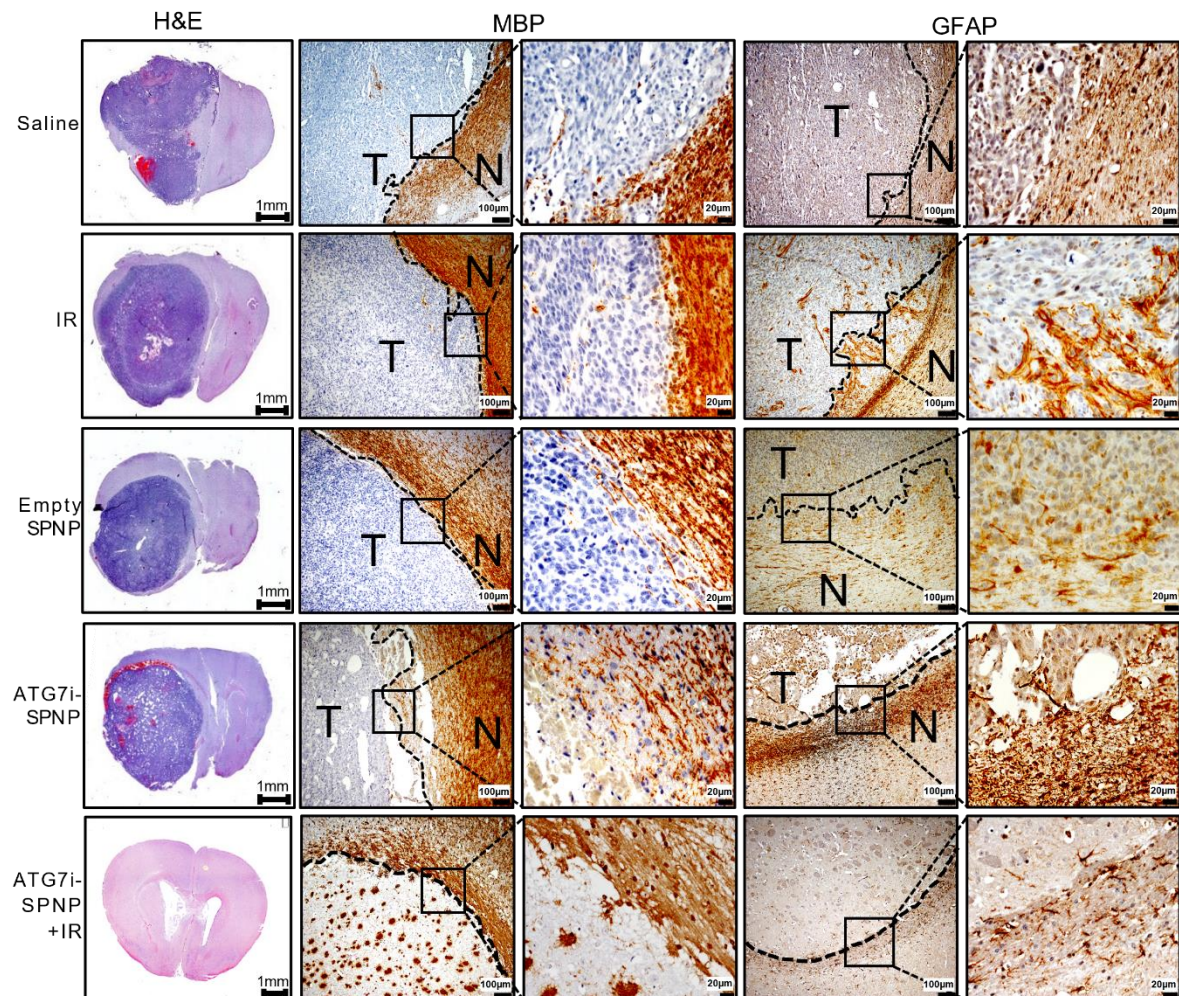 H&E
MBP
GFAP
Saline
1mm
T
N
100μm
20μm
T
N
100μm
20μm
IR
1mm
T
N
100μm
20μm
T
N
100μm
20μm
Empty
SPNP
1mm
T
N
100μm
20μm
T
N
100μm
20μm
ATG7i-
SPNP
1mm
T
N
100μm
20μm
T
N
100μm
20μm
ATG7i-
SPNP
+IR
1mm
100μm
20μm
100μm
20μm